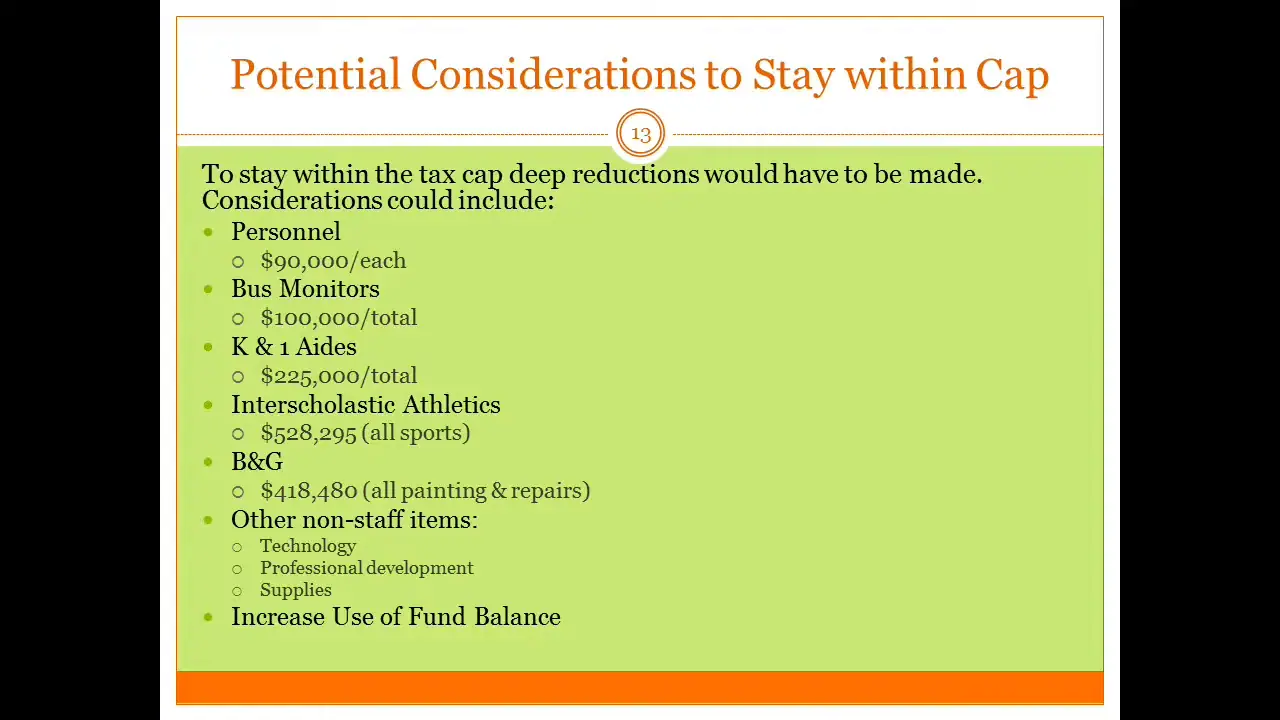 Potential Considerations to Stay within Cap
13
To stay within the tax cap deep reductions would have to be made.
Considerations could include:
Personnel
$90,000/each
Bus Monitors
$100,000/total
K & 1 Aides
$225,000/total
Interscholastic Athletics
$528,295 (all sports)
B&G
$418,480 (all painting & repairs)
Other non-staff items:
Technology
Professional development
Supplies
Increase Use of Fund Balance